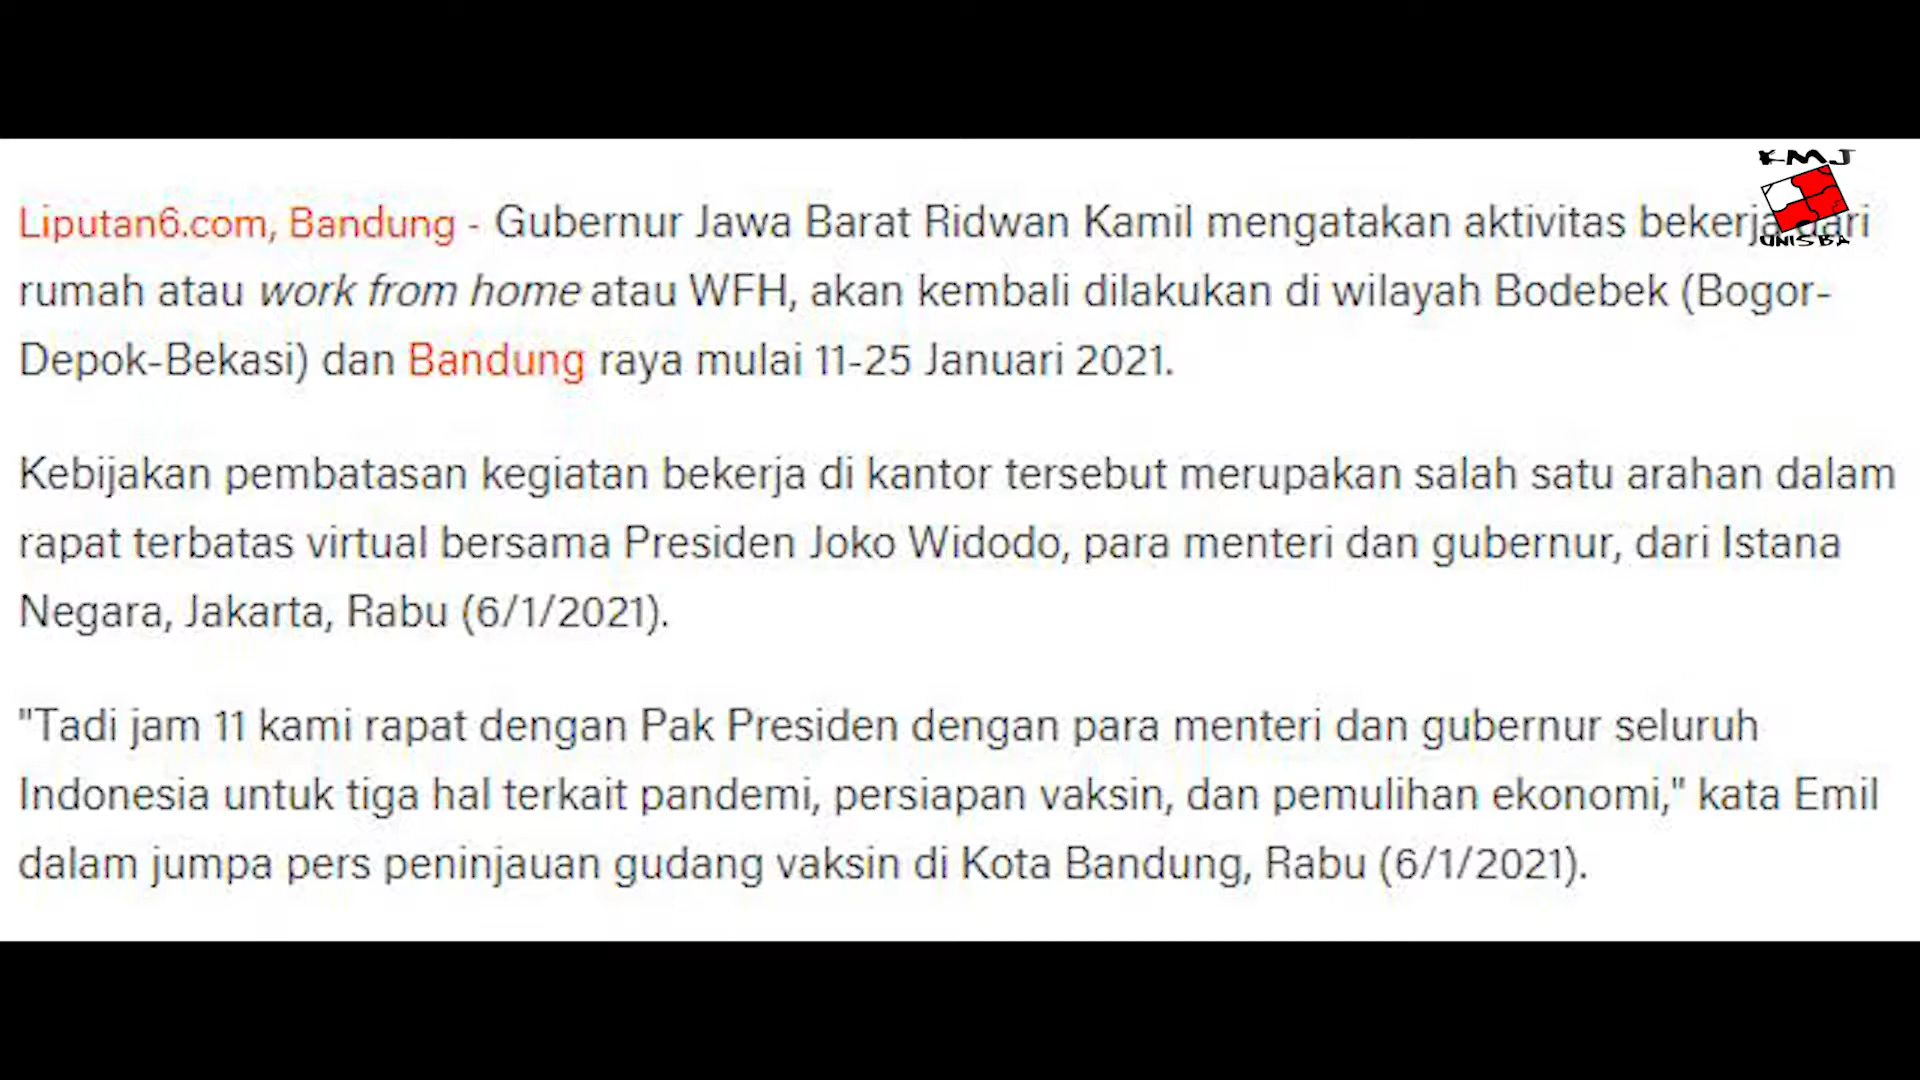 KMJ
UNISBA
Liputan6.com, Bandung - Gubernur Jawa Barat Ridwan Kamil mengatakan aktivitas bekerja dari
rumah atau work from home atau WFH, akan kembali dilakukan di wilayah Bodebek (Bogor-
Depok-Bekasi) dan Bandung raya mulai 11-25 Januari 2021.
Kebijakan pembatasan kegiatan bekerja di kantor tersebut merupakan salah satu arahan dalam
rapat terbatas virtual bersama Presiden Joko Widodo, para menteri dan gubernur, dari Istana
Negara, Jakarta, Rabu (6/1/2021).
"Tadi jam 11 kami rapat dengan Pak Presiden dengan para menteri dan gubernur seluruh
Indonesia untuk tiga hal terkait pandemi, persiapan vaksin, dan pemulihan ekonomi," kata Emil
dalam jumpa pers peninjauan gudang vaksin di Kota Bandung, Rabu (6/1/2021).